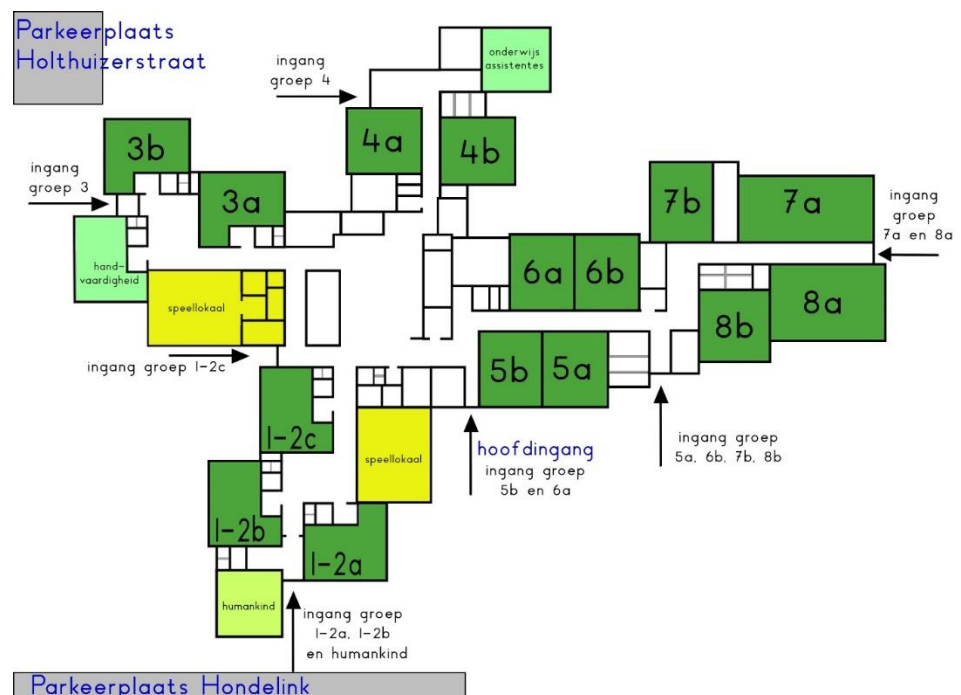 Parkeerplaats
Holthuizerstraat
ingang
groep 4
onderwijs
assistentes
3b
4a
4b
ingang
groep 3
3a
7b
7a
ingang
groep
7a en 8a
hand-
vaardigheid
6a
6b
speellokaal
8b
8a
ingang groep 1-2c
5b
5a
1-2c
speellokaal
hoofdingang
ingang groep
5b en 6a
ingang groep
5a, 6b, 7b, 8b
1-2b
1-2a
humankind
ingang groep
1-2a, 1-2b
en humankind
Parkeerplaats Hondelink